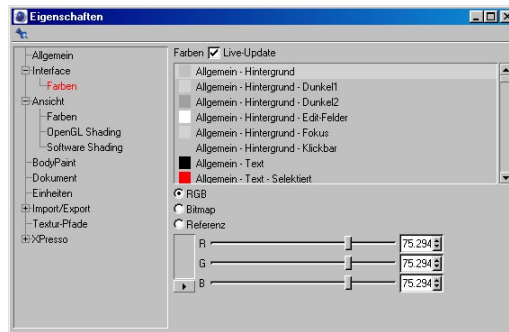 Eigenschaften
Allgemein
Interface
Farben
Ansicht
Farben
OpenGL Shading
Software Shading
BodyPaint
Dokument
Einheiten
Import/Export
Textur-Pfade
XPresso
Farben Live-Update
Allgemein - Hintergrund
Allgemein - Hintergrund - Dunkel1
Allgemein - Hintergrund - Dunkel2
Allgemein - Hintergrund - Edit-Felder
Allgemein - Hintergrund - Fokus
Allgemein - Hintergrund - Klickbar
Allgemein - Text
Allgemein - Text - Selektiert
RGB
Bitmap
Referenz
R 75.294
G 75.294
B 75.294